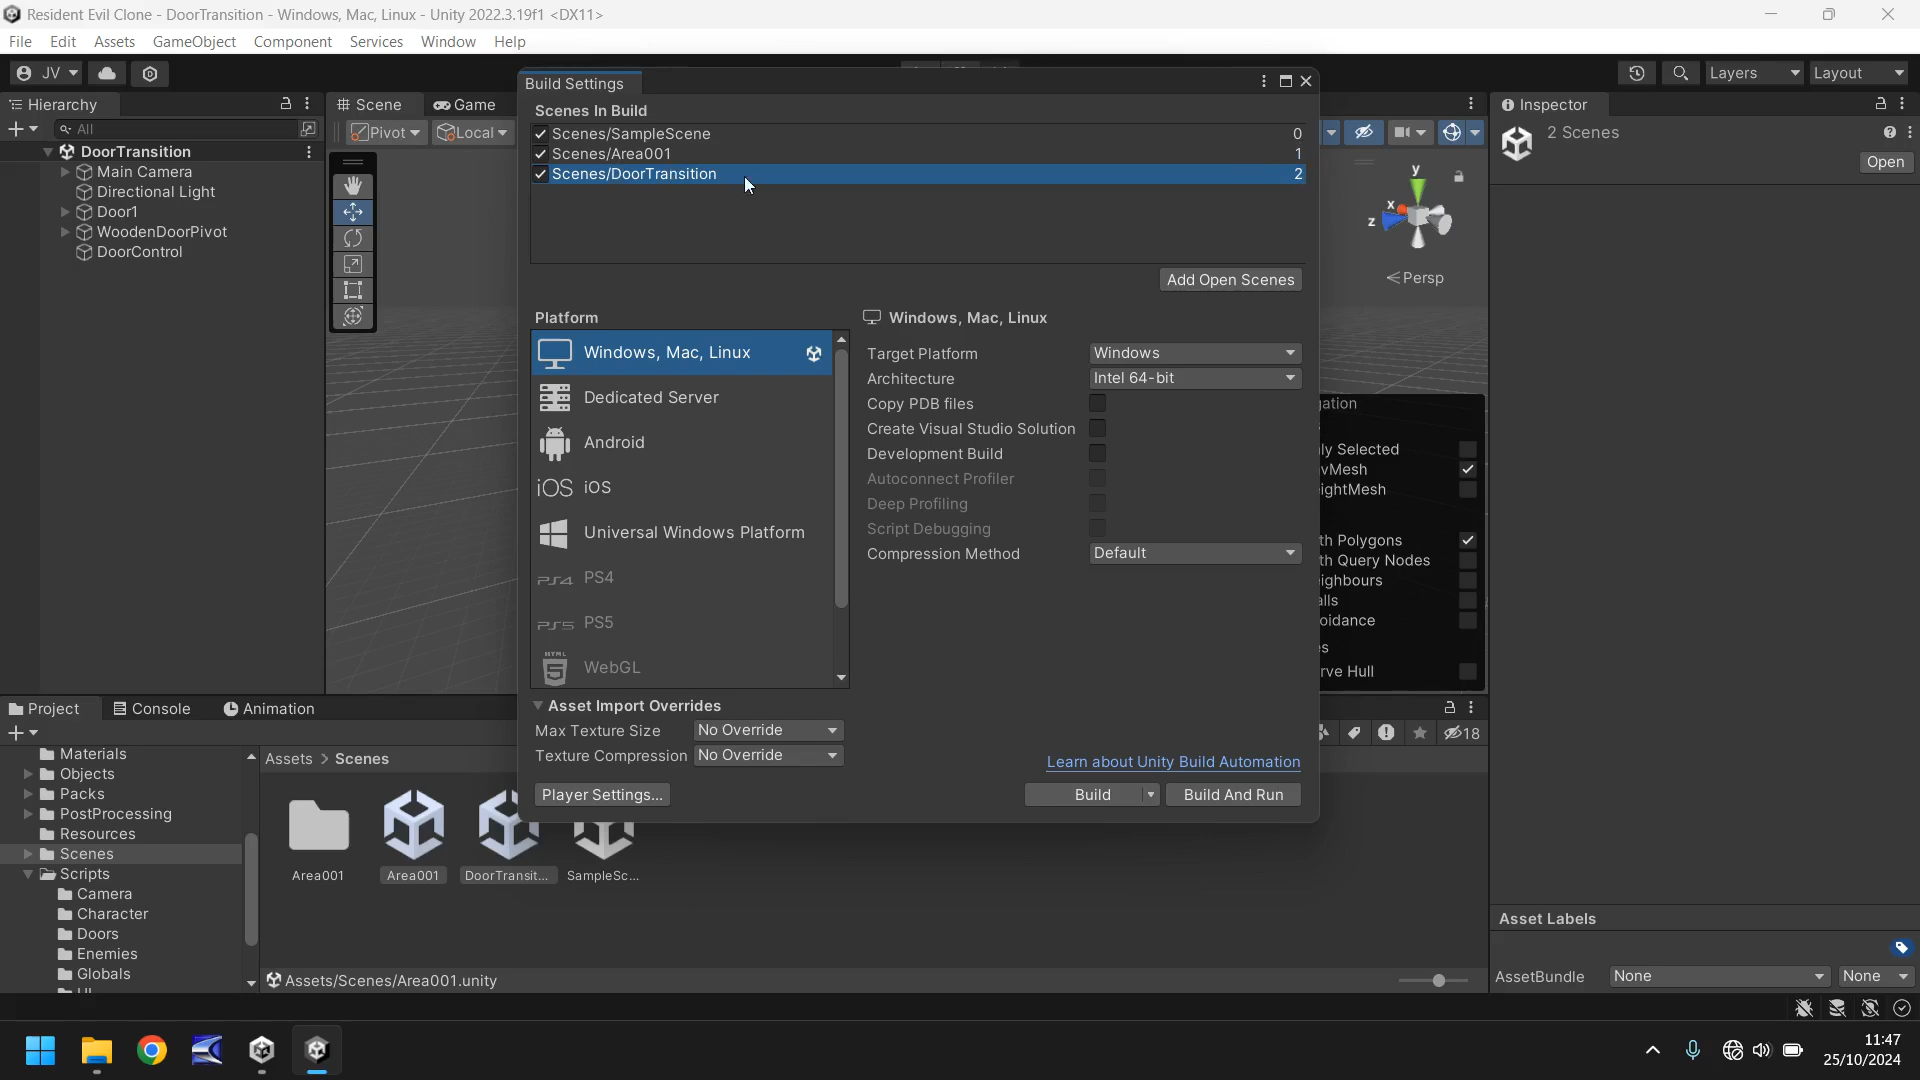 Resident Evil Clone - DoorTransition - Windows, Mac, Linux - Unity 2022.3.19f1 <DX11>
File Edit Assets GameObject Component Services Window Help
JV Layers Layout
Hierarchy
All
DoorTransition
Main Camera
Directional Light
Door1
WoodenDoorPivot
DoorControl
Scene Game
Pivot Local
Build Settings
Scenes In Build
Scenes/SampleScene 0
Scenes/Area001 1
Scenes/DoorTransition 2
Add Open Scenes
Platform
Windows, Mac, Linux
Dedicated Server
Android
iOS iOS
Universal Windows Platform
PS4 PS4
PS5 PS5
HTML 5 WebGL
Windows, Mac, Linux
Target Platform Windows
Architecture Intel 64-bit
Copy PDB files
Create Visual Studio Solution
Development Build
Autoconnect Profiler
Deep Profiling
Script Debugging
Compression Method Default
Asset Import Overrides
Max Texture Size No Override
Texture Compression No Override
Learn about Unity Build Automation
Player Settings... Build Build And Run
y
x
z
Persp
gation
ly Selected
vMesh
ightMesh
th Polygons
th Query Nodes
ighbours
alls
oidance
es
rve Hull
Inspector
2 Scenes
Open
Asset Labels
AssetBundle None None
Project Console Animation
18
Materials
Objects
Packs
PostProcessing
Resources
Scenes
Scripts
Camera
Character
Doors
Enemies
Globals
UI
Assets > Scenes
Area001 Area001 DoorTransit... SampleSc...
Assets/Scenes/Area001.unity
11:47
25/10/2024